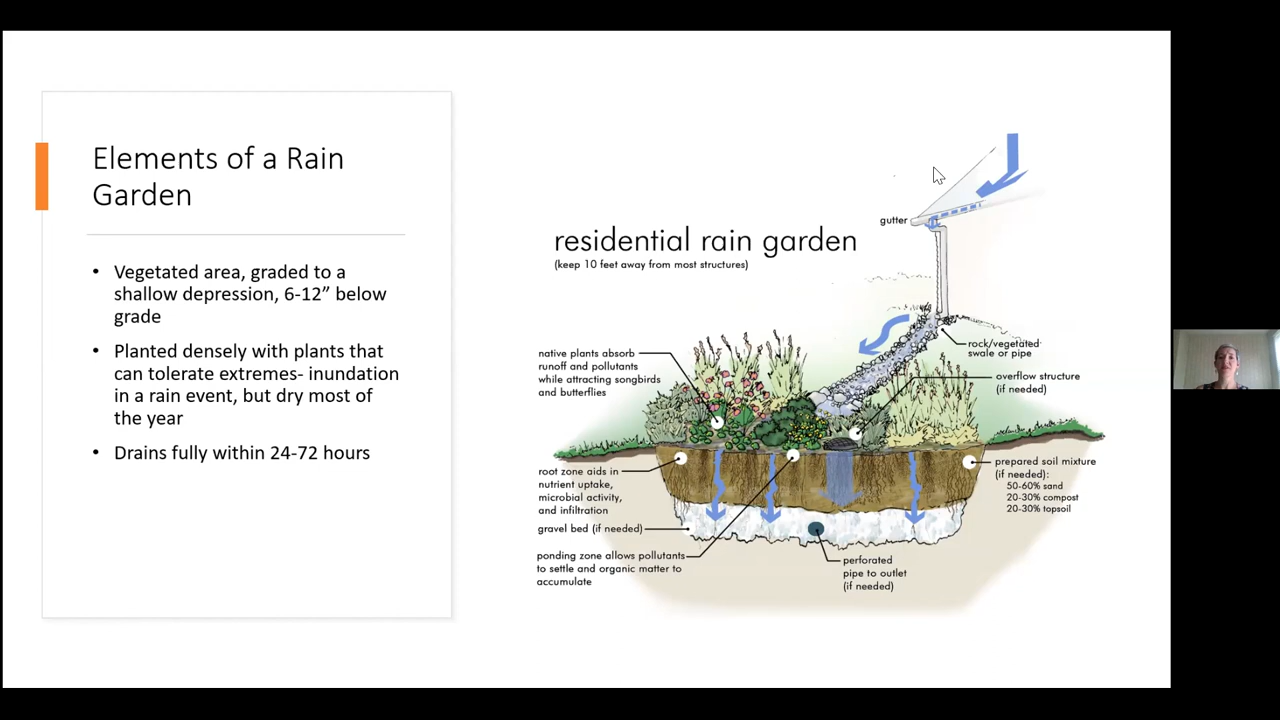 Elements of a Rain
Garden
• Vegetated area, graded to a
shallow depression, 6-12” below
grade
• Planted densely with plants that
can tolerate extremes- inundation
in a rain event, but dry most of
the year
• Drains fully within 24-72 hours
residential rain garden
(keep 10 feet away from most structures)
gutter
native plants absorb
runoff and pollutants
while attracting songbirds
and butterflies
rock/vegetated
swale or pipe
overflow structure
(if needed)
root zone aids in
nutrient uptake,
microbial activity,
and infiltration
gravel bed (if needed)
ponding zone allows pollutants
to settle and organic matter to
accumulate
prepared soil mixture
(if needed):
50-60% sand
20-30% compost
20-30% topsoil
perforated
pipe to outlet
(if needed)